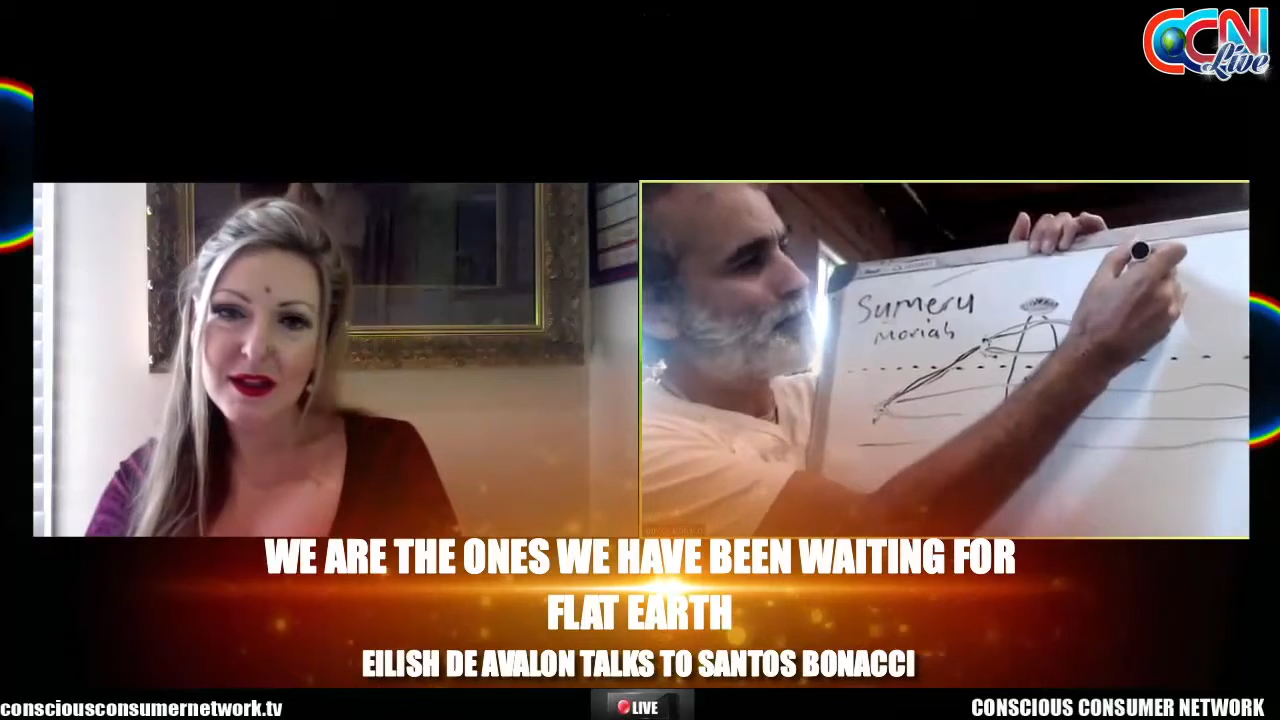 CCN
Live
Sumeru
Moriah
WE ARE THE ONES WE HAVE BEEN WAITING FOR
FLAT EARTH
EILISH DE AVALON TALKS TO SANTOS BONACCI
consciousconsumernetwork.tv
LIVE
CONSCIOUS CONSUMER NETWORK